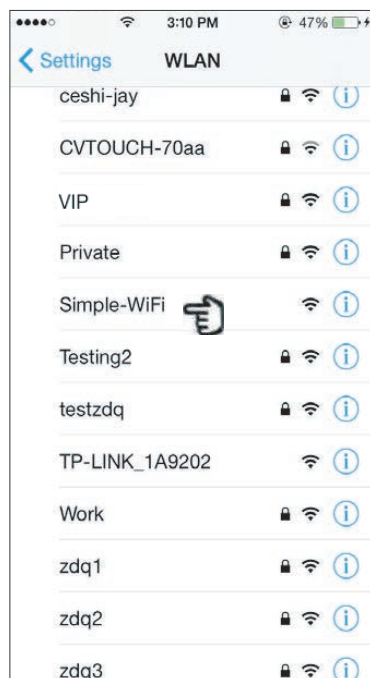 3:10 PM
47%
Settings
WLAN
ceshi-jay
CVTOUCH-70aa
VIP
Private
Simple-WiFi
Testing2
testzdq
TP-LINK_1A9202
Work
zdq1
zdq2
zdq3